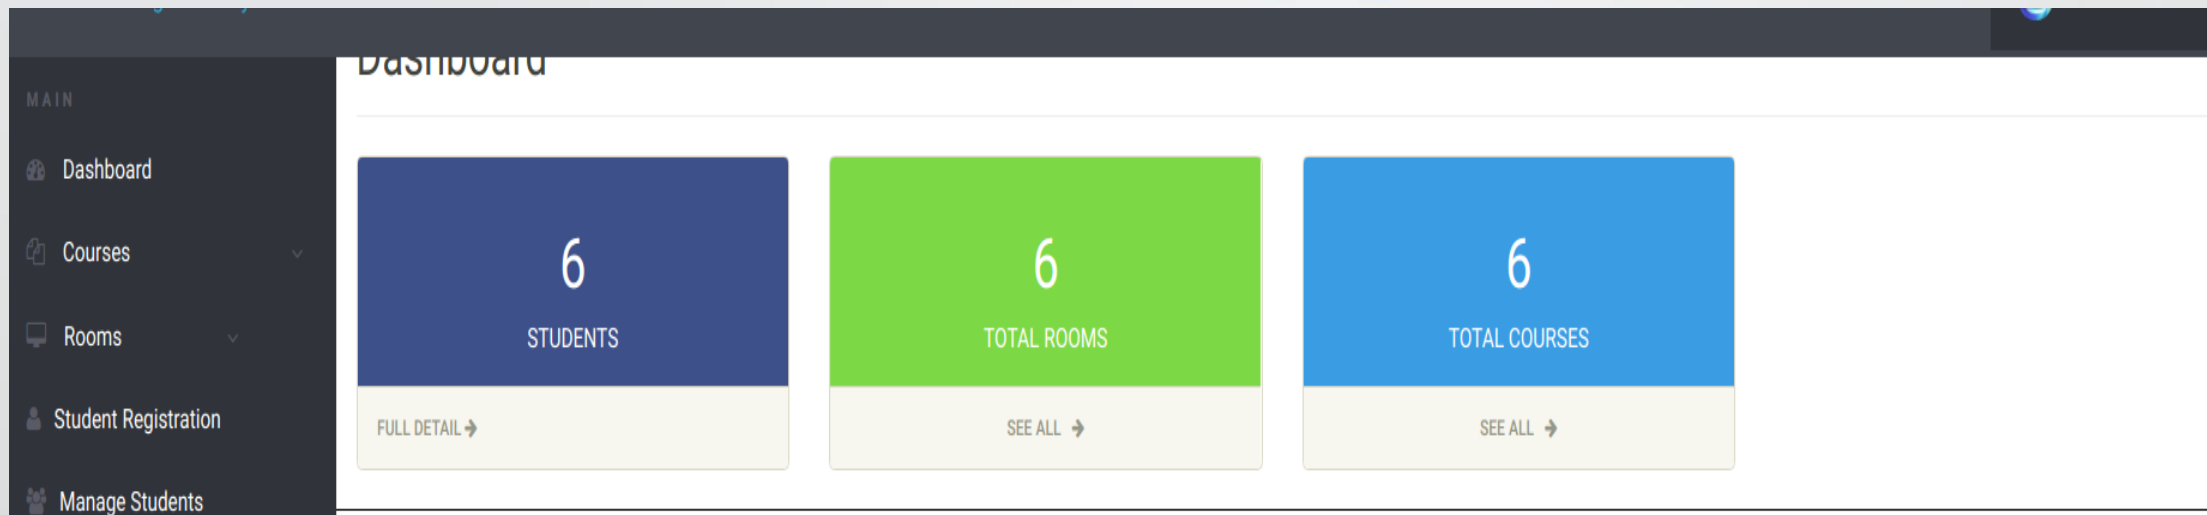 Dashboard
MAIN
Dashboard
Courses
Rooms
Student Registration
Manage Students
6
STUDENTS
FULL DETAIL
6
TOTAL ROOMS
SEE ALL
6
TOTAL COURSES
SEE ALL